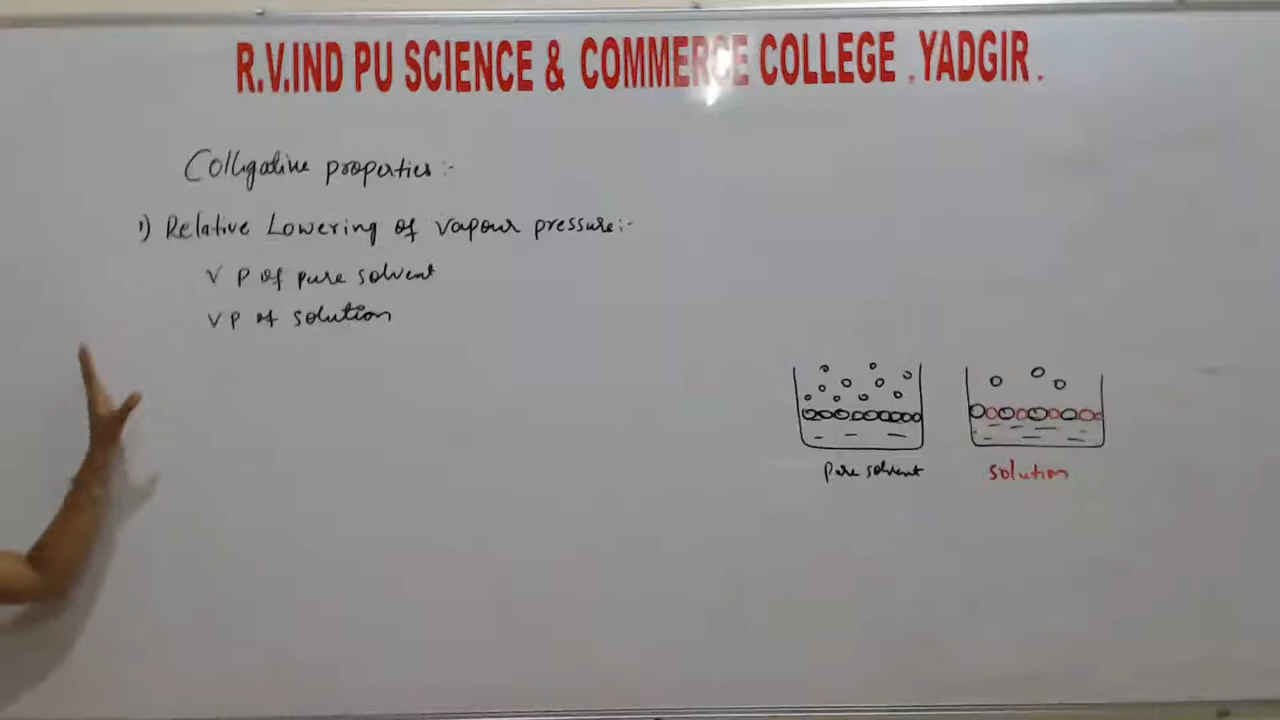 R.V.IND PU SCIENCE & COMMERCE COLLEGE . YADGIR .
Colligative properties :-
1) Relative Lowering of vapour pressure :-
V P of pure solvent
V P of solution
pure solvent
solution